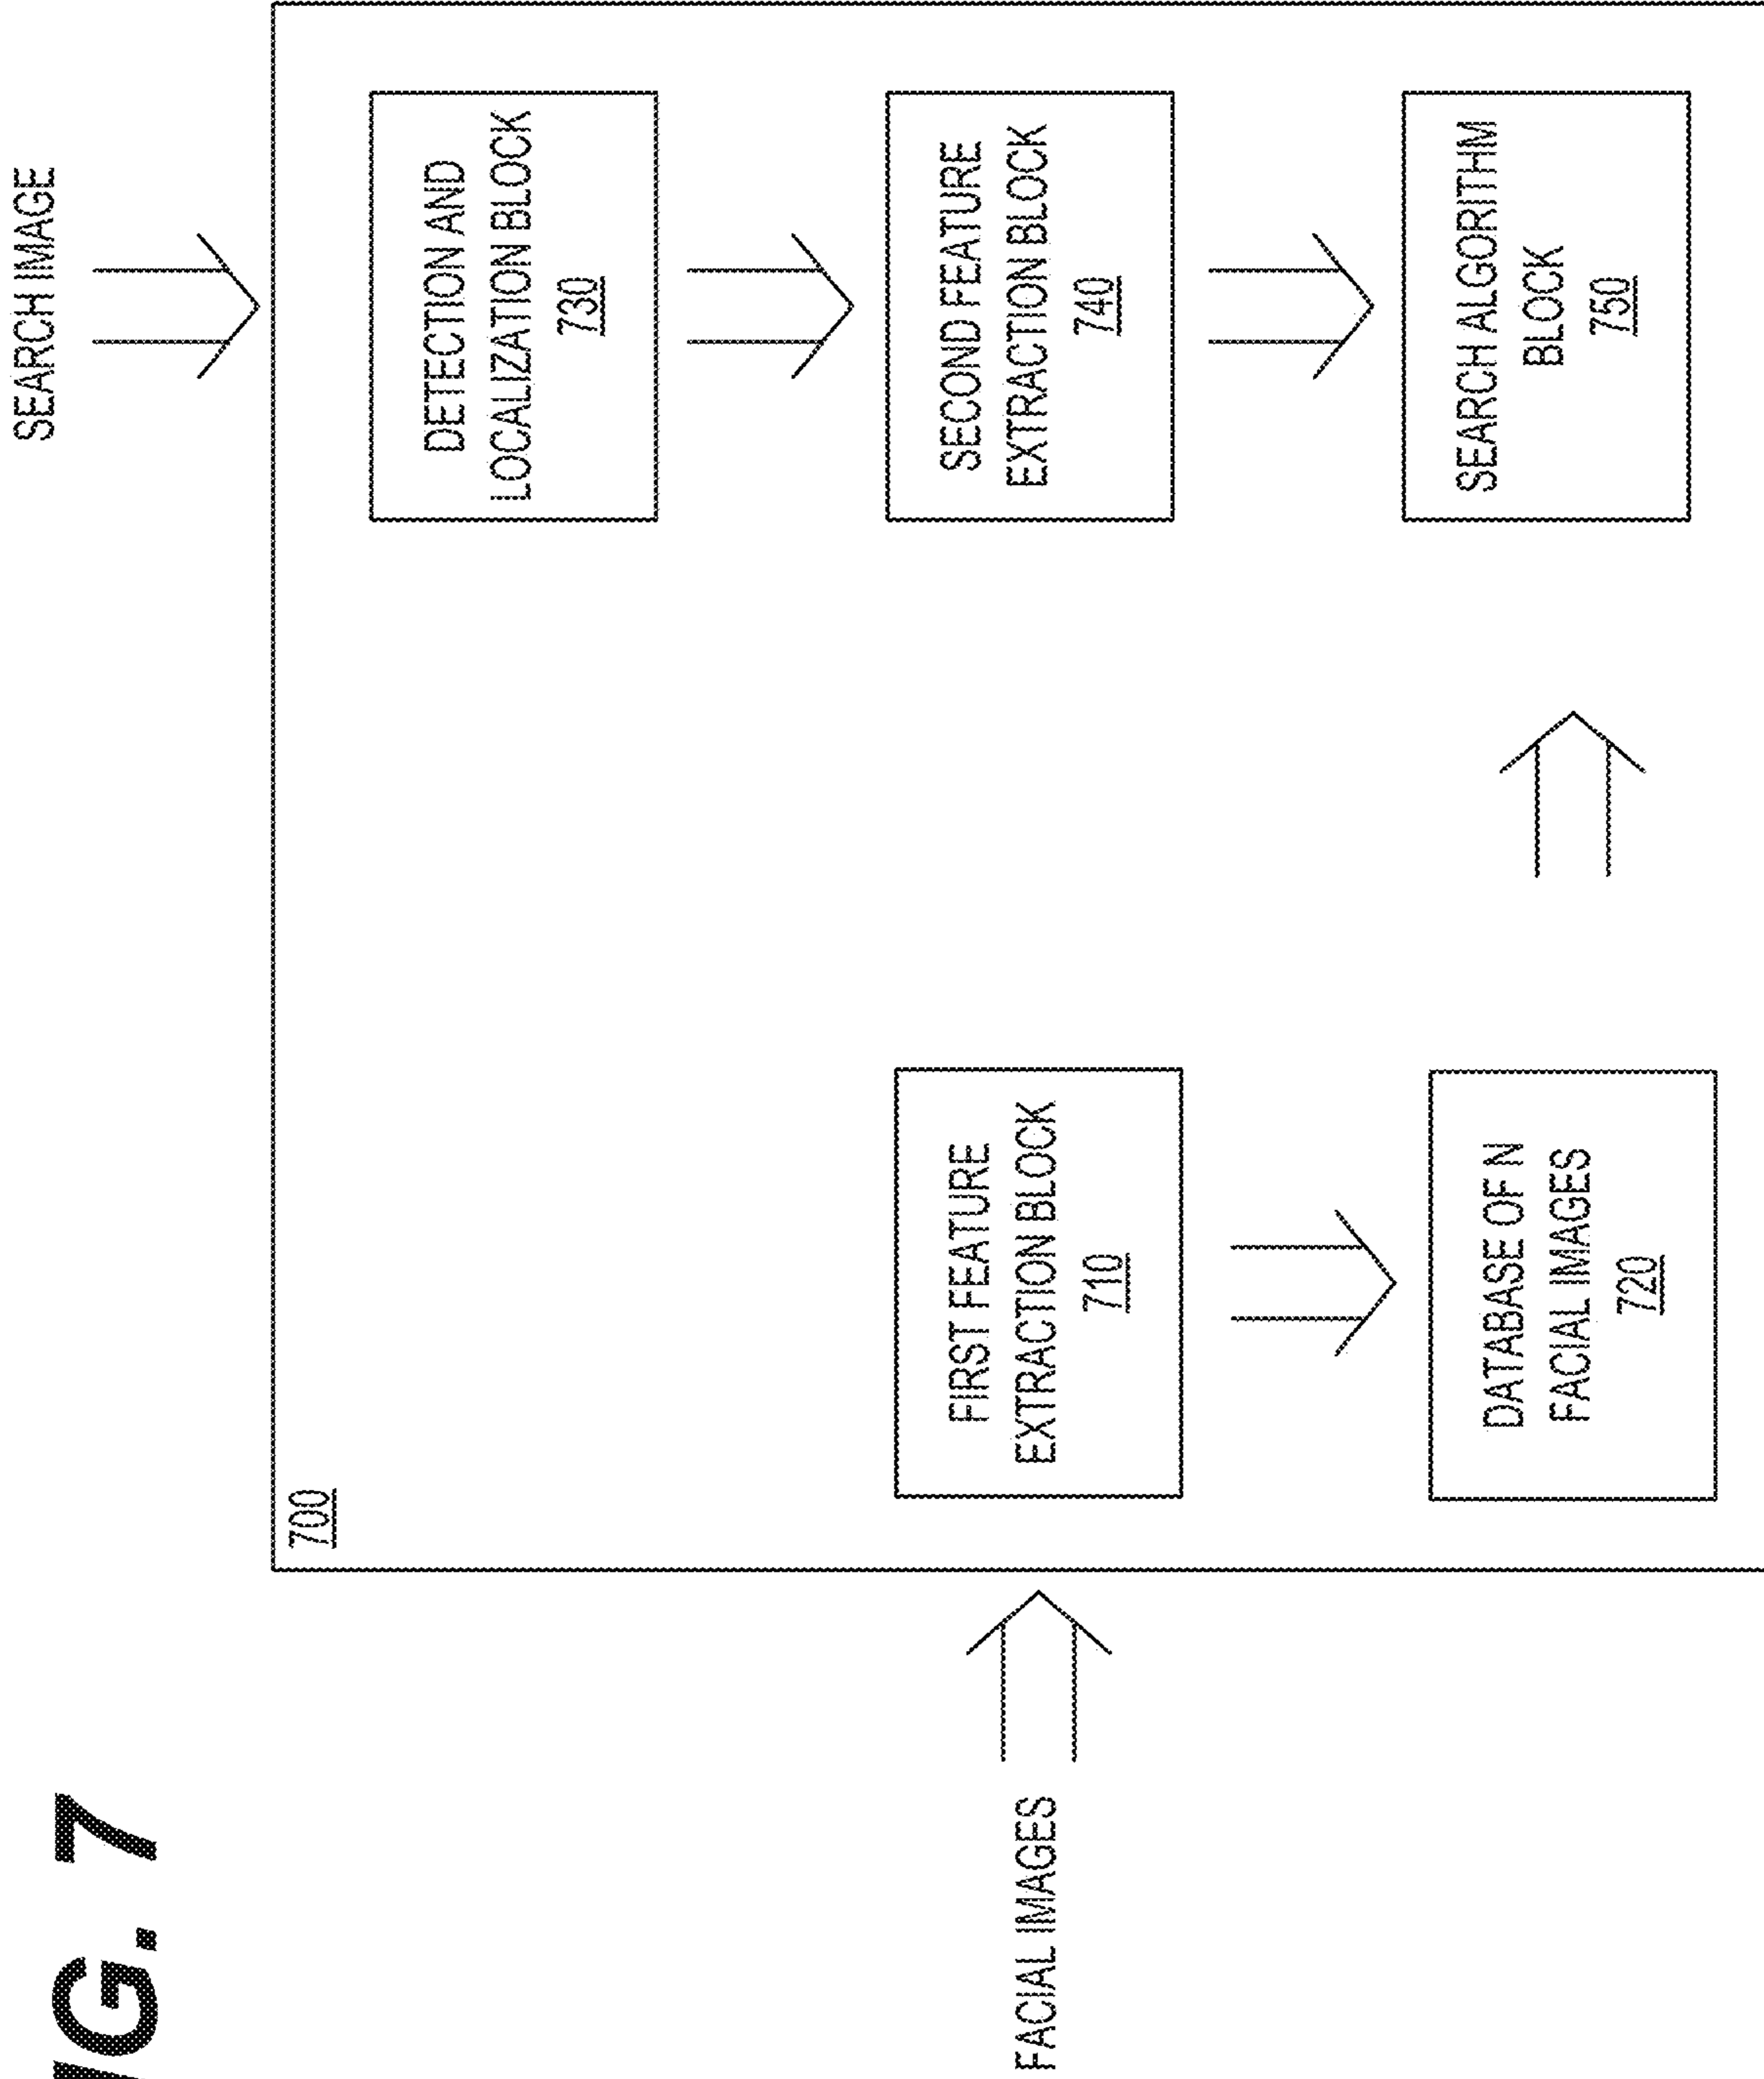 IG. 7
SEARCH IMAGE
700
DETECTION AND
LOCALIZATION BLOCK
730
FACIAL IMAGES
FIRST FEATURE
EXTRACTION BLOCK
710
SECOND FEATURE
EXTRACTION BLOCK
740
DATABASE OF N
FACIAL IMAGES
720
SEARCH ALGORITHM
BLOCK
750